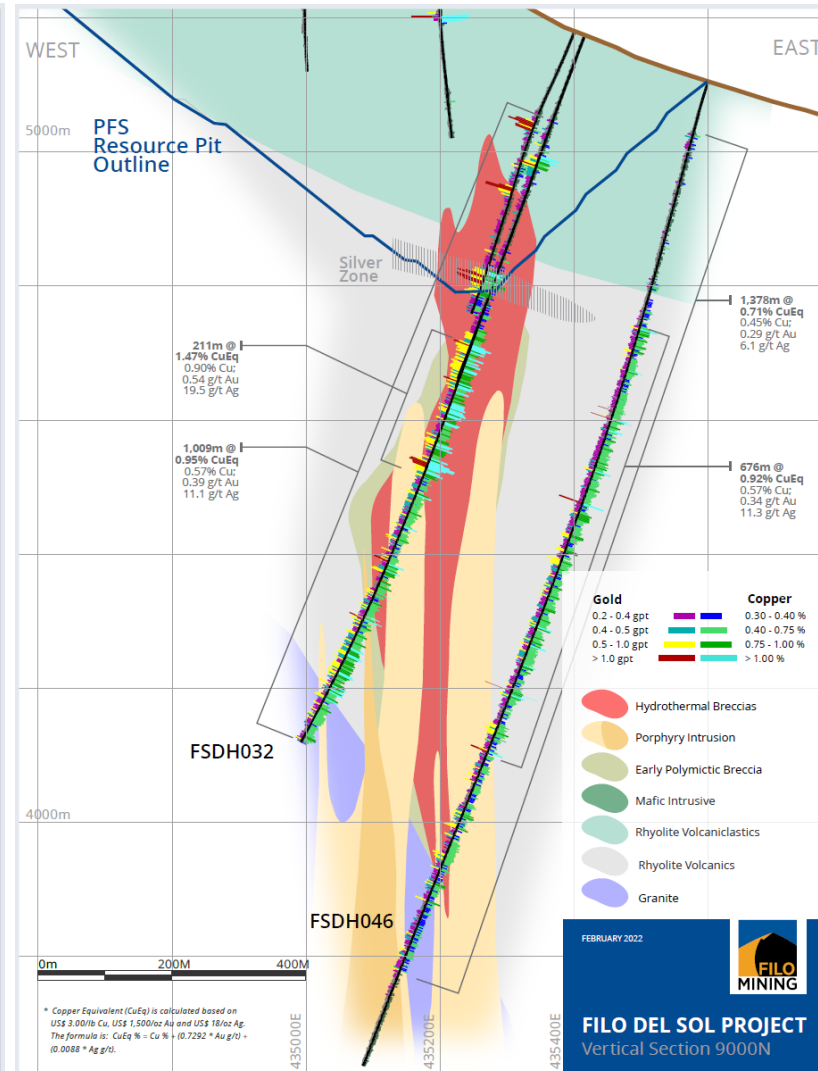 WEST
EAST
5000m
PFS
Resource Pit
Outline
Silver
Zone
1,378m @
0.71% CuEq
0.45% Cu;
0.29 g/t Au
6.1 g/t Ag
211m @
1.47% CuEq
0.90% Cu;
0.54 g/t Au
19.5 g/t Ag
1,009m @
0.95% CuEq
0.57% Cu;
0.39 g/t Au
11.1 g/t Ag
676m @
0.92% CuEq
0.57% Cu;
0.34 g/t Au
11.3 g/t Ag
Gold Copper
0.2 - 0.4 gpt 0.30 - 0.40 %
0.4 - 0.5 gpt 0.40 - 0.75 %
0.5 - 1.0 gpt 0.75 - 1.00 %
> 1.0 gpt > 1.00 %
Hydrothermal Breccias
Porphyry Intrusion
Early Polymictic Breccia
Mafic Intrusive
Rhyolite Volcaniclastics
Rhyolite Volcanics
Granite
FSDH032
4000m
FSDH046
0m 200M 400M
435000E
435200E
435400E
* Copper Equivalent (CuEq) is calculated based on
US$ 3.00/lb Cu, US$ 1,500/oz Au and US$ 18/oz Ag.
The formula is: CuEq % = Cu % + (0.7292 * Au g/t) +
(0.0088 * Ag g/t).
FEBRUARY 2022
FILO
MINING
FILO DEL SOL PROJECT
Vertical Section 9000N